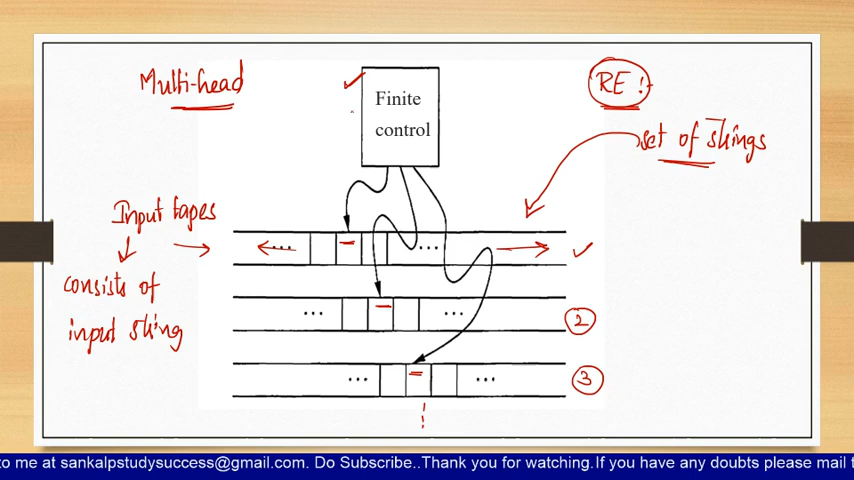 Multi-head
Finite
control
RE :-
set of strings
Input tapes
consists of
input string
...
...
...
...
2
...
...
3
to me at sankalpstudysuccess@gmail.com. Do Subscribe..Thank you for watching.If you have any doubts please mail t